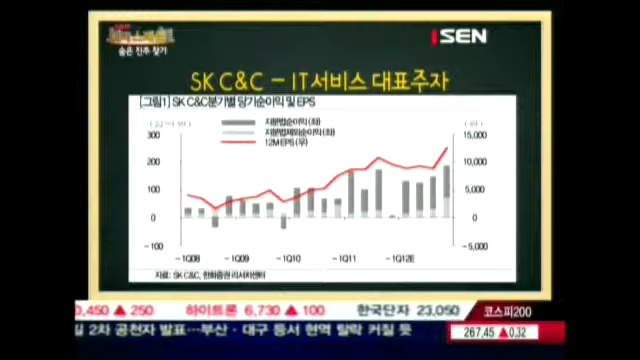 숨은 진주 찾기
SEN
SK C&C - IT서비스 대표주자
[그림1] SK C&C분기별 당기순이익 및 EPS
300
200
100
0
-100
지분법순이익(좌)
지분법제외순이익(좌)
12M EPS (우)
15,000
10,000
5,000
0
-5,000
1Q08
1Q09
1Q10
1Q11
1Q12E
자료: SK C&C, 한화증권 리서치센터
0,450 ▲ 250 하이트론 6,730 ▲ 100 한국단자 23,050
코스피200
2차 공천자 발표…부산·대구 등서 현역 탈락 커질 듯
267.45 ▲ 0.32